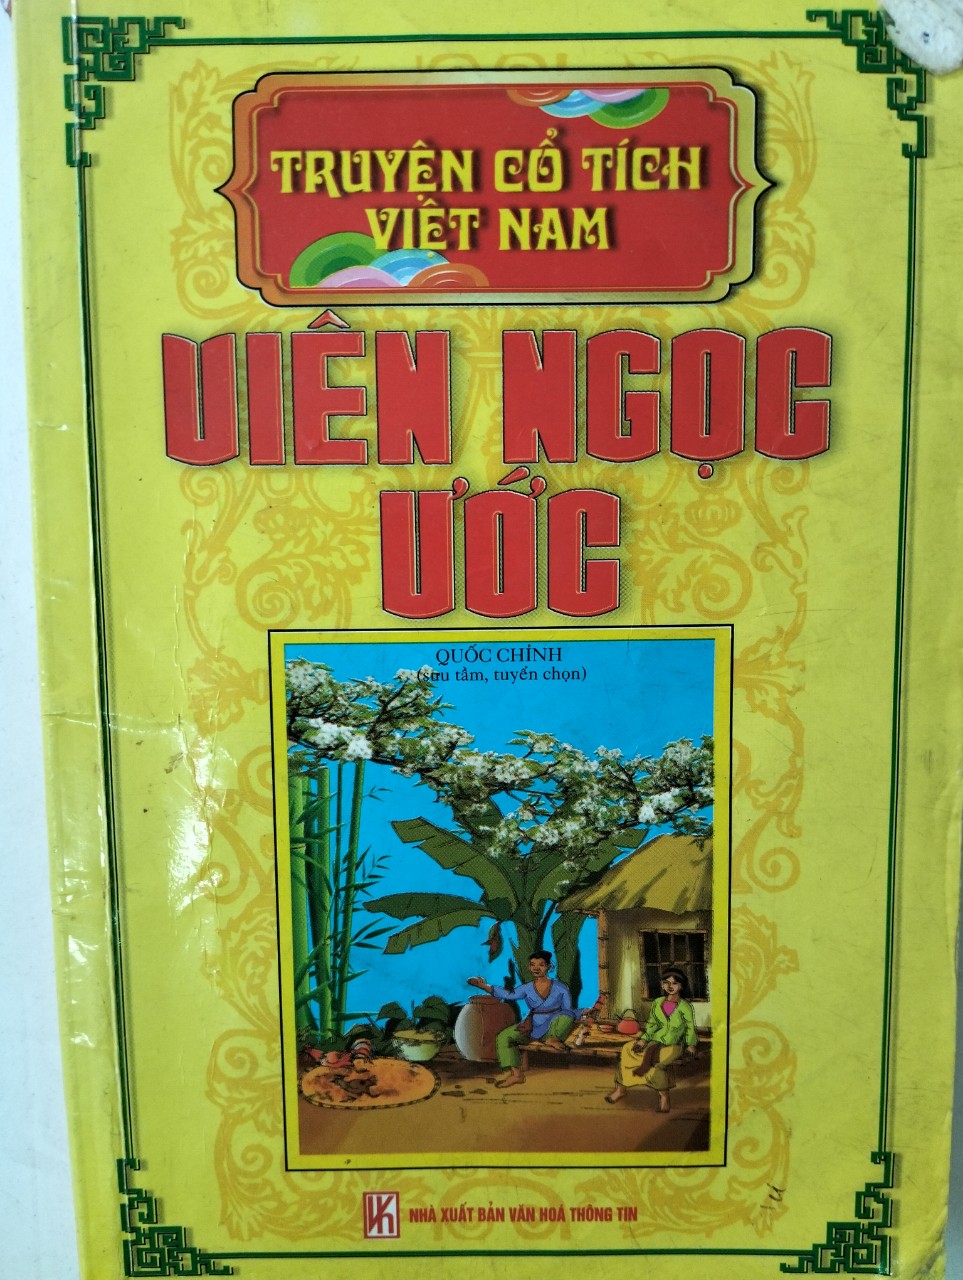 TRUYỆN CỔ TÍCH
VIỆT NAM
VIÊN NGỌC
ƯỚC
QUỐC CHỈNH
(sưu tầm, tuyển chọn)
NHÀ XUẤT BẢN VĂN HOÁ THÔNG TIN